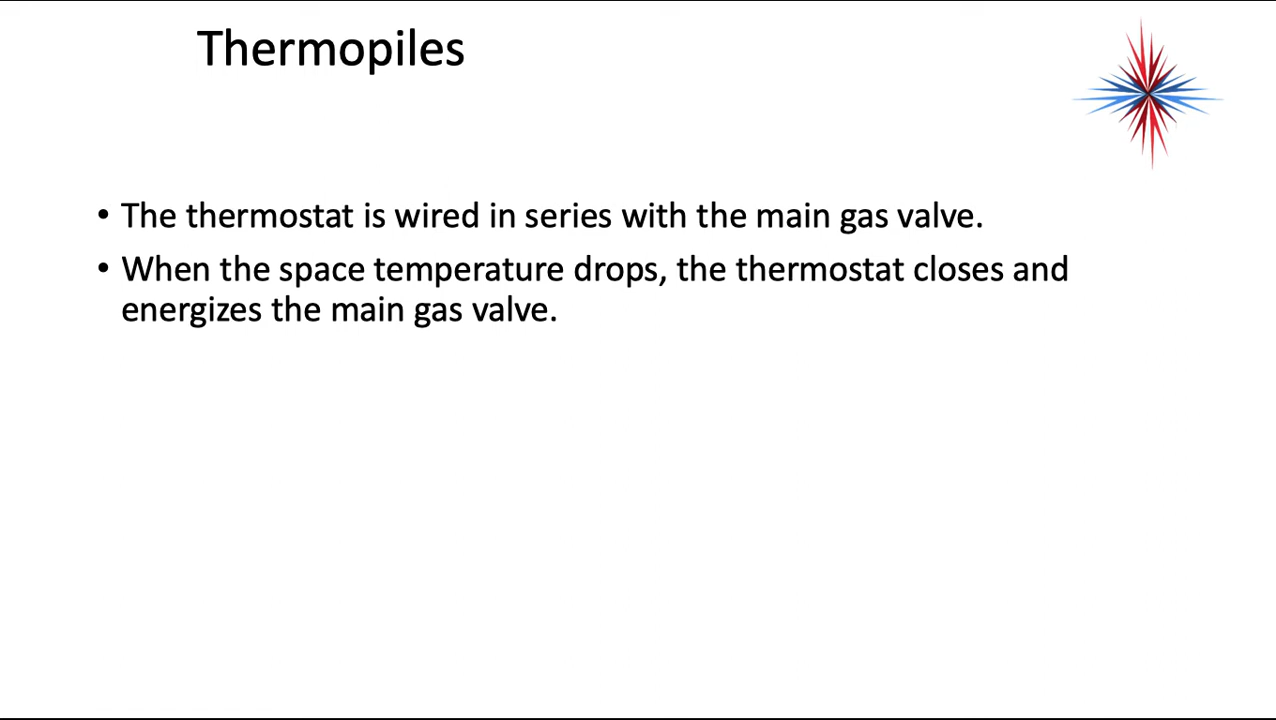 Thermopiles
• The thermostat is wired in series with the main gas valve.
• When the space temperature drops, the thermostat closes and
energizes the main gas valve.